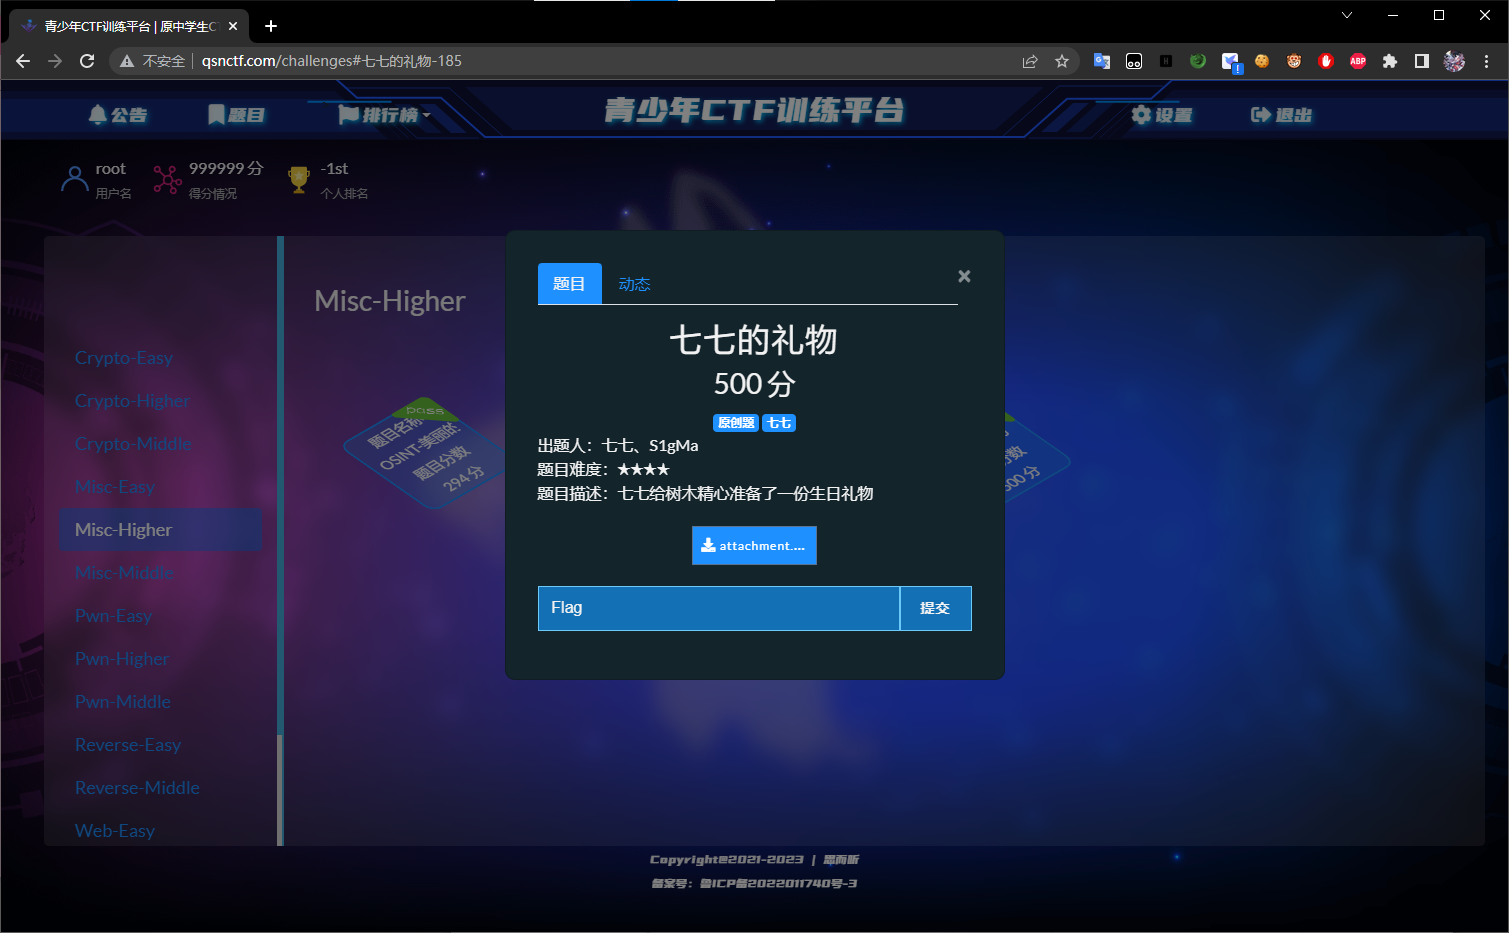 青少年CTF训练平台 | 原中学生C
不安全 | qsnctf.com/challenges#七七的礼物-185
ABP
公告
题目
排行榜
青少年CTF训练平台
设置
退出
root
用户名
999999 分
得分情况
-1st
个人排名
Misc-Higher
Crypto-Easy
Crypto-Higher
Crypto-Middle
Misc-Easy
Misc-Higher
Misc-Middle
Pwn-Easy
Pwn-Higher
Pwn-Middle
Reverse-Easy
Reverse-Middle
Web-Easy
pass
题目名称
OSINT-美丽的
题目分数
294 分
数
500 分
题目
动态
×
七七的礼物
500 分
原创题 七七
出题人：七七、S1gMa
题目难度：★★★★
题目描述：七七给树木精心准备了一份生日礼物
attachment....
Flag
提交
Copyright©2021-2023 | 思而听
备案号：鲁ICP备2022011740号-3